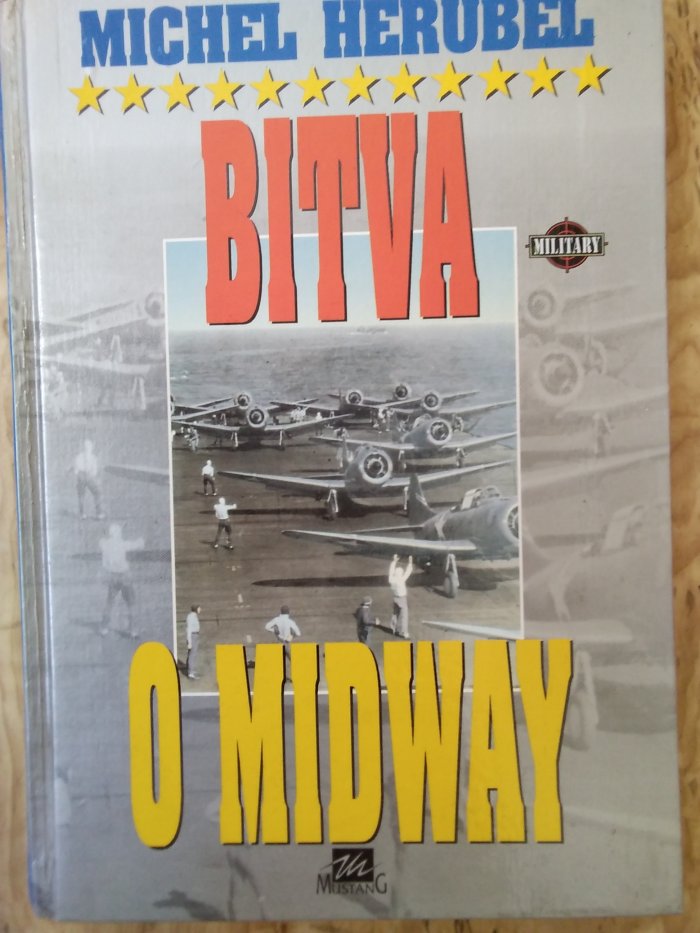 MICHEL HERUBEL
BITVA
MILITARY
O MIDWAY
MUSTANG